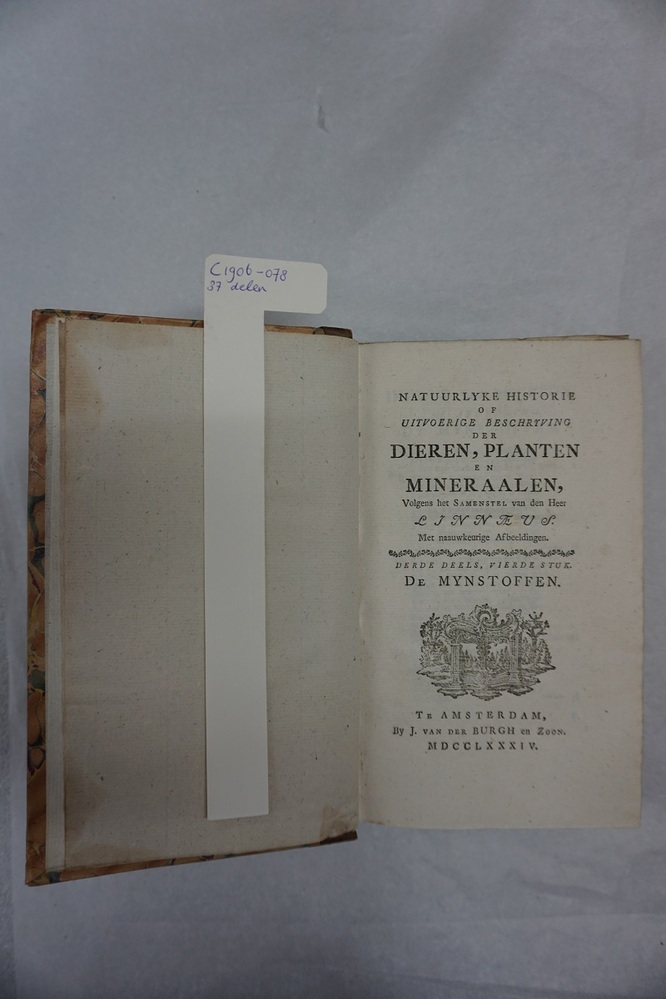 C1906-078
37 delen
NATUURLYKE HISTORIE
OF
UITVOERIGE BESCHRYVING
DER
DIEREN, PLANTEN
EN
MINERAALEN,
Volgens het SAMENSTEL van den Heer
LINNÆUS.
Met naauwkeurige Afbeeldingen.
DERDE DEELS, VIERDE STUK.
DE MYNSTOFFEN.
TE AMSTERDAM,
By J. VAN DER BURGH en ZOON.
MDCCLXXXIV.